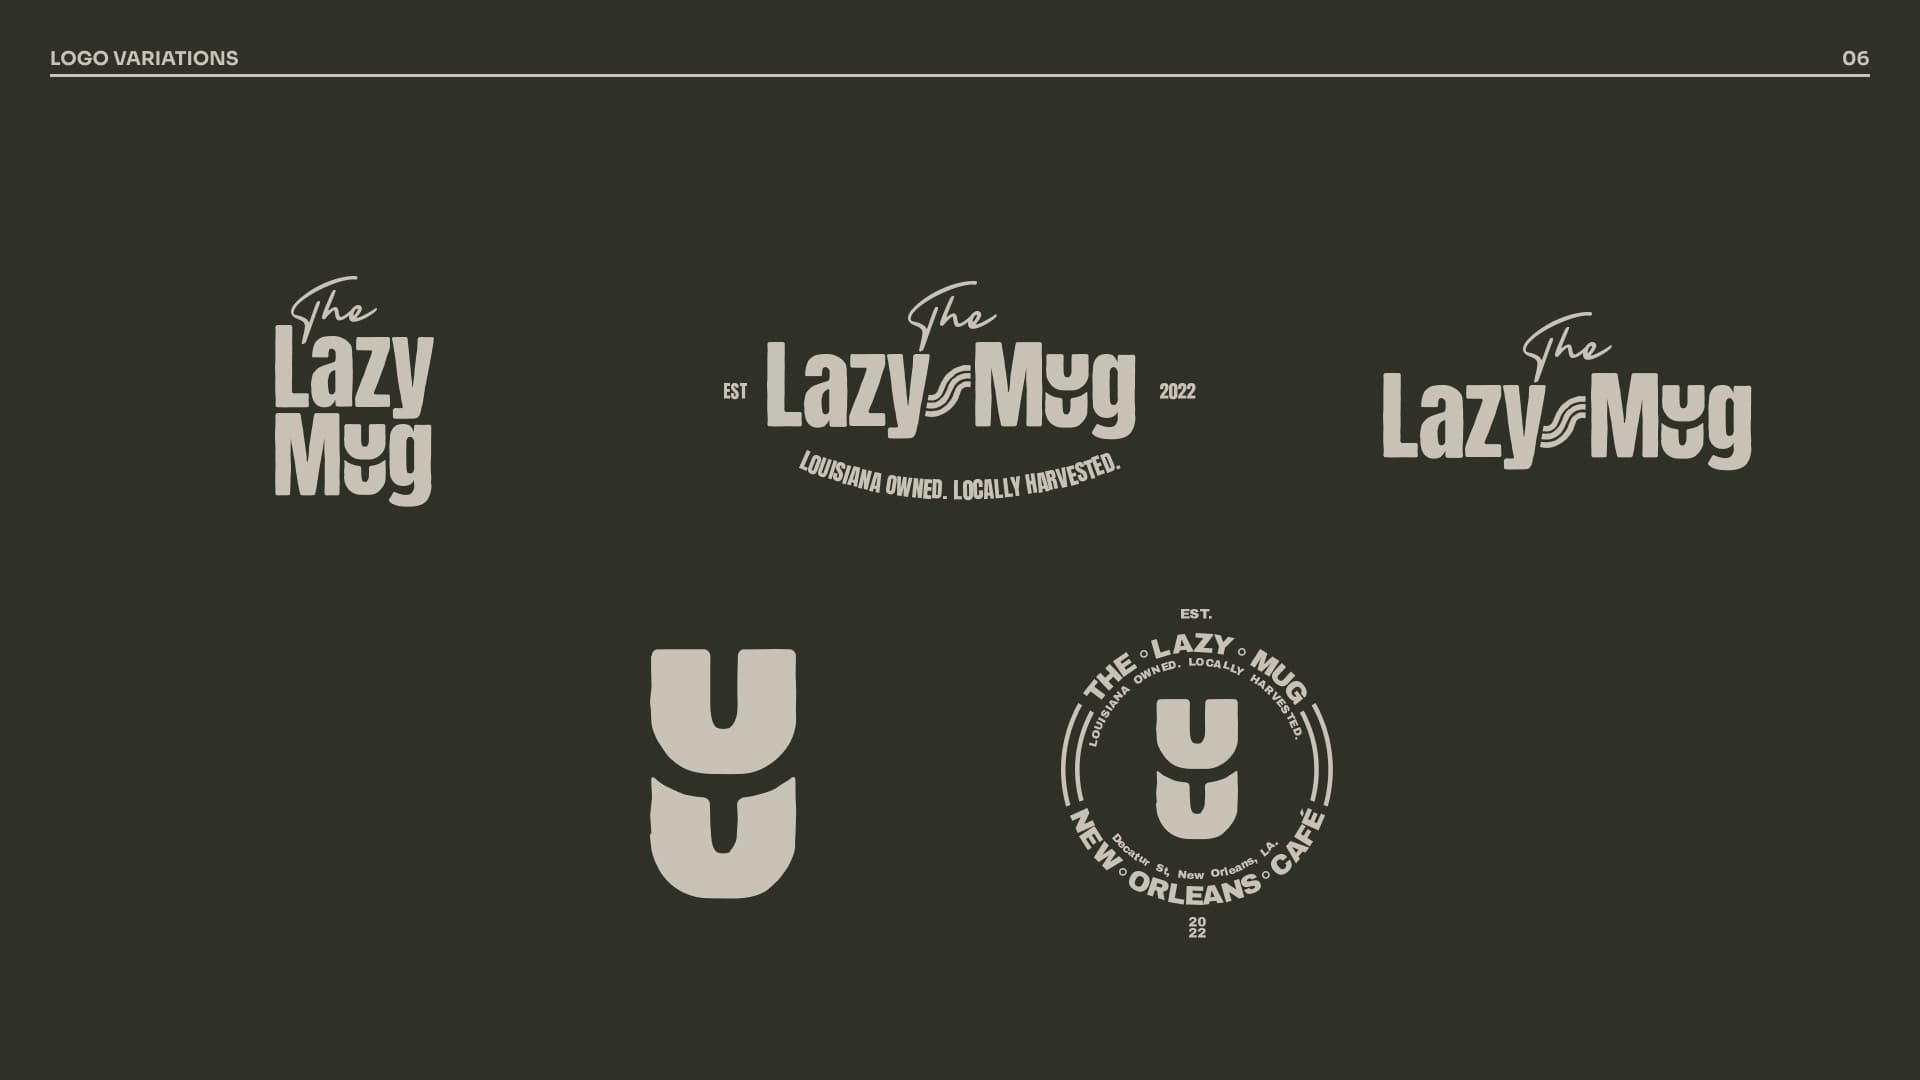 LOGO VARIATIONS
06
The
Lazy
Mug
The
EST
Lazy Mug
2022
LOUISIANA OWNED. LOCALLY HARVESTED.
The
Lazy Mug
EST.
THE ◦ LAZY ◦ MUG
LOUISIANA OWNED. LOCALLY HARVESTED.
Decatur St, New Orleans, LA.
NEW ◦ ORLEANS ◦ CAFÉ
20
22